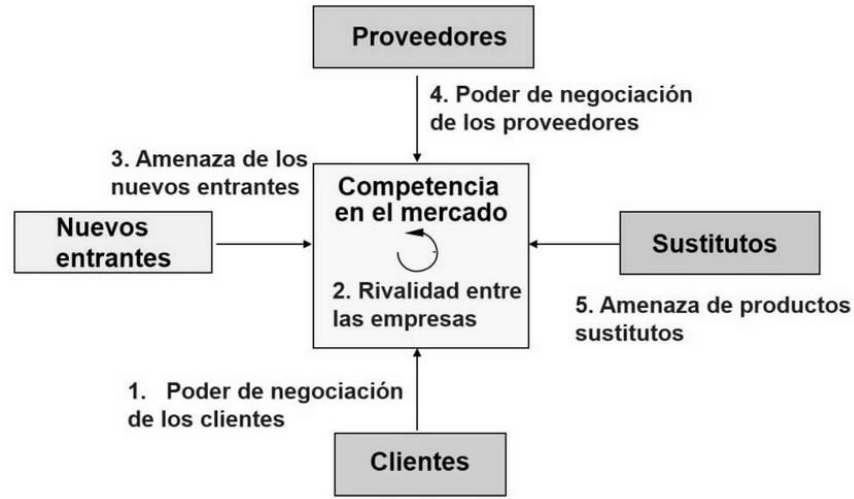 Proveedores
4. Poder de negociación
de los proveedores
3. Amenaza de los
nuevos entrantes
Competencia
en el mercado
Nuevos
entrantes
Sustitutos
2. Rivalidad entre
las empresas
5. Amenaza de productos
sustitutos
1. Poder de negociación
de los clientes
Clientes